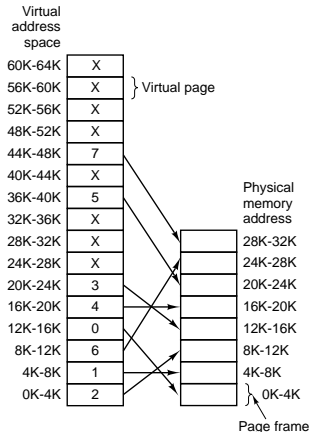 Virtual
address
space
60K-64K X
56K-60K X
Virtual page
52K-56K X
48K-52K X
44K-48K 7
40K-44K X
36K-40K 5
32K-36K X
28K-32K X
24K-28K X
20K-24K 3
16K-20K 4
12K-16K 0
8K-12K 6
4K-8K 1
0K-4K 2
Physical
memory
address
28K-32K
24K-28K
20K-24K
16K-20K
12K-16K
8K-12K
4K-8K
0K-4K
Page frame